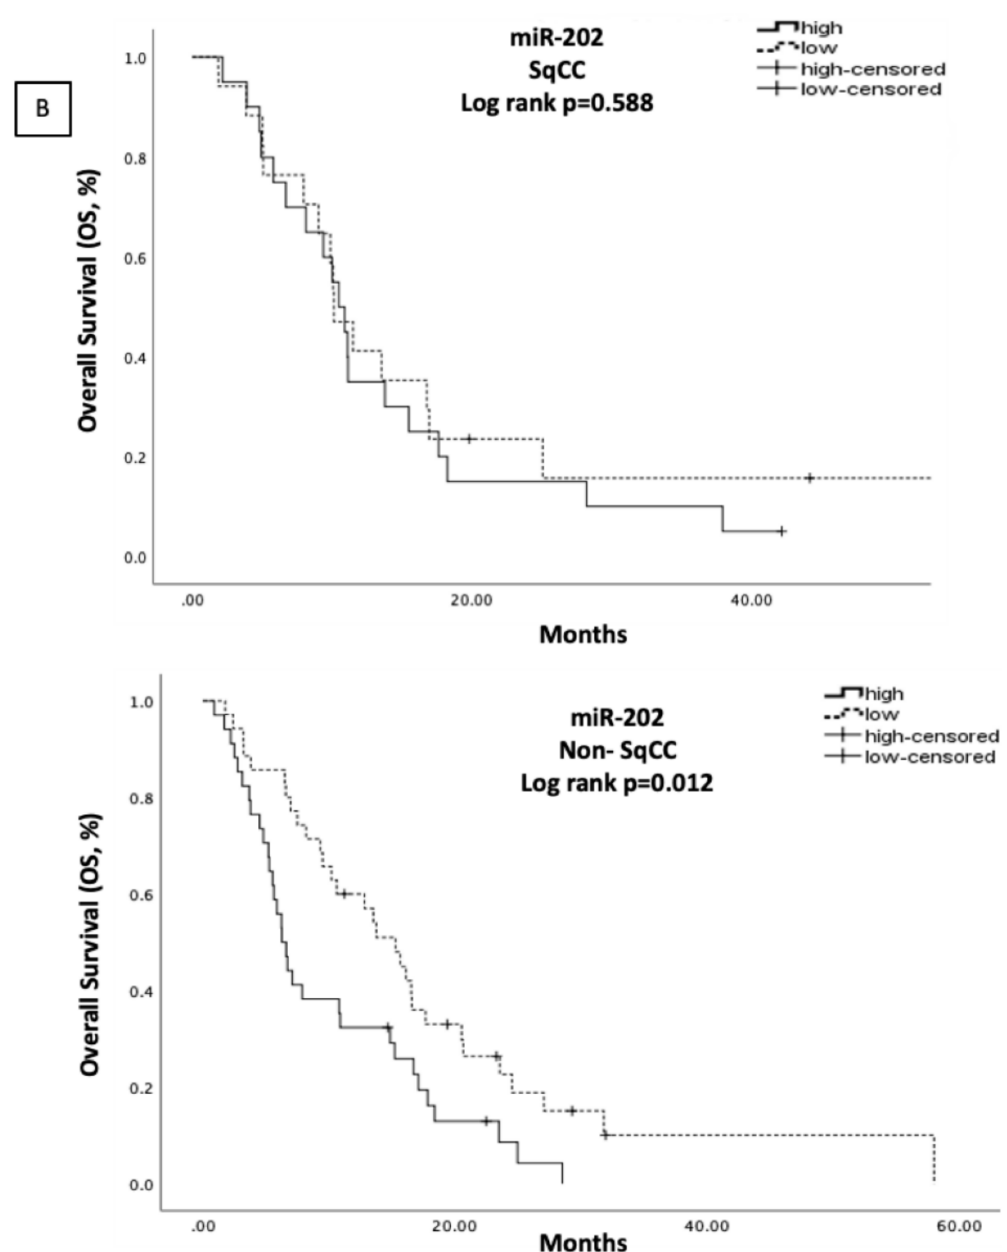 B
miR-202
SqCC
Log rank p=0.588
high
low
high-censored
low-censored
Overall Survival (OS, %)
1.0
0.8
0.6
0.4
0.2
0.0
.00
20.00
40.00
Months
miR-202
Non- SqCC
Log rank p=0.012
high
low
high-censored
low-censored
Overall Survival (OS, %)
1.0
0.8
0.6
0.4
0.2
0.0
.00
20.00
40.00
60.00
Months